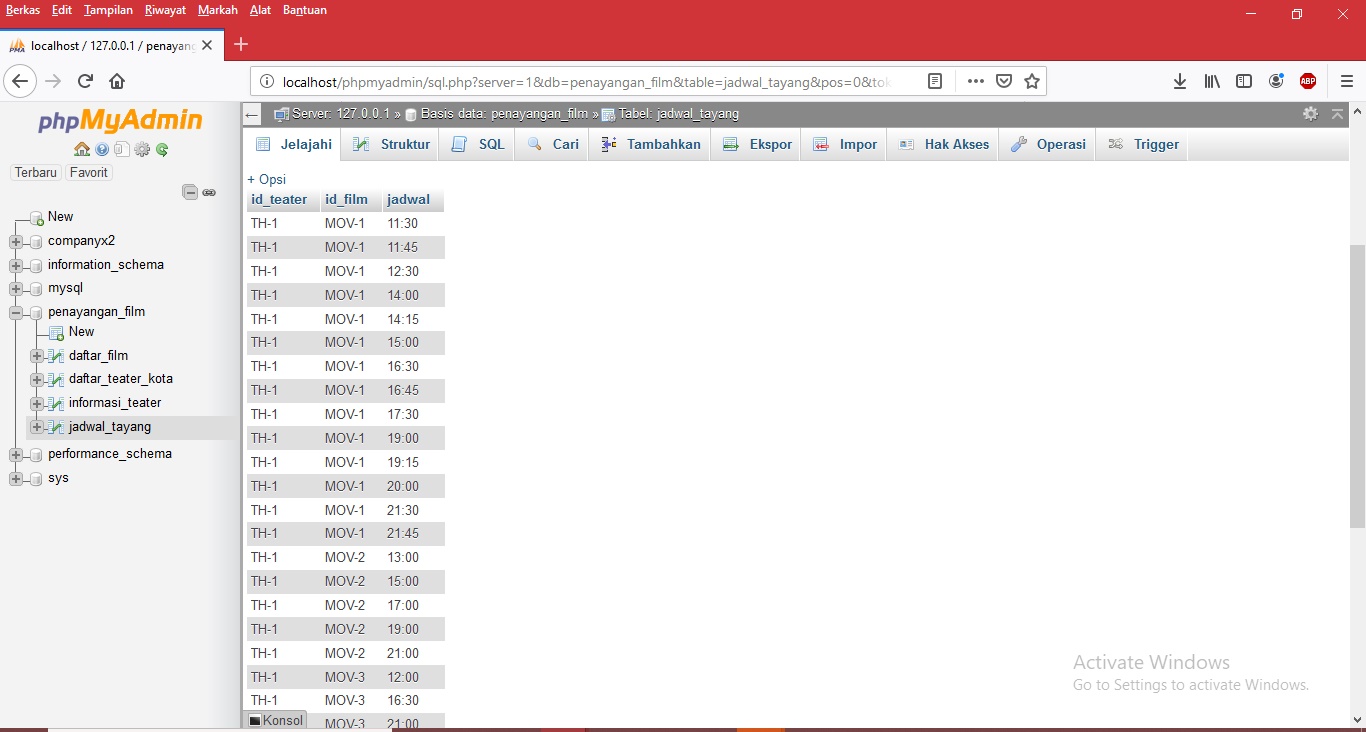 Berkas Edit Tampilan Riwayat Markah Alat Bantuan
localhost / 127.0.0.1 / penayang
localhost/phpmyadmin/sql.php?server=1&db=penayangan_film&table=jadwal_tayang&pos=0&tok
ABP
phpMyAdmin
Server: 127.0.0.1 » Basis data: penayangan_film » Tabel: jadwal_tayang
Jelajahi Struktur SQL Cari Tambahkan Ekspor Impor Hak Akses Operasi Trigger
Terbaru Favorit
New
companyx2
information_schema
mysql
penayangan_film
New
daftar_film
daftar_teater_kota
informasi_teater
jadwal_tayang
performance_schema
sys
+ Opsi
id_teater id_film jadwal
TH-1 MOV-1 11:30
TH-1 MOV-1 11:45
TH-1 MOV-1 12:30
TH-1 MOV-1 14:00
TH-1 MOV-1 14:15
TH-1 MOV-1 15:00
TH-1 MOV-1 16:30
TH-1 MOV-1 16:45
TH-1 MOV-1 17:30
TH-1 MOV-1 19:00
TH-1 MOV-1 19:15
TH-1 MOV-1 20:00
TH-1 MOV-1 21:30
TH-1 MOV-1 21:45
TH-1 MOV-2 13:00
TH-1 MOV-2 15:00
TH-1 MOV-2 17:00
TH-1 MOV-2 19:00
TH-1 MOV-2 21:00
TH-1 MOV-3 12:00
TH-1 MOV-3 16:30
MOV-3 21:00
Konsol
Activate Windows
Go to Settings to activate Windows.